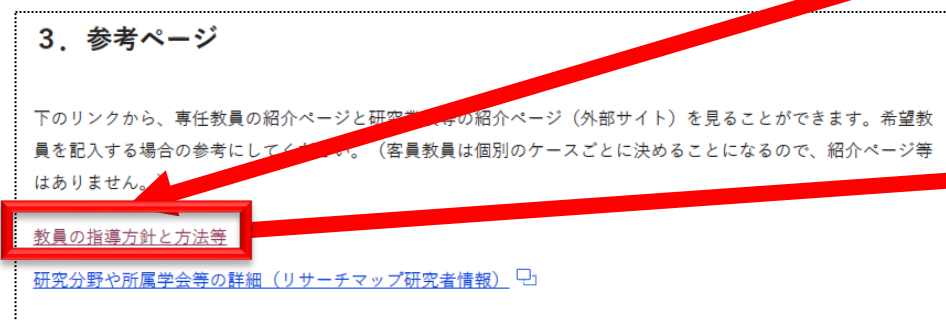 ３．参考ページ
下のリンクから、専任教員の紹介ページと研究業績等の紹介ページ（外部サイト）を見ることができます。希望教
員を記入する場合の参考にしてください。（客員教員は個別のケースごとに決めることになるので、紹介ページ等
はありません。
教員の指導方針と方法等
研究分野や所属学会等の詳細（リサーチマップ研究者情報）